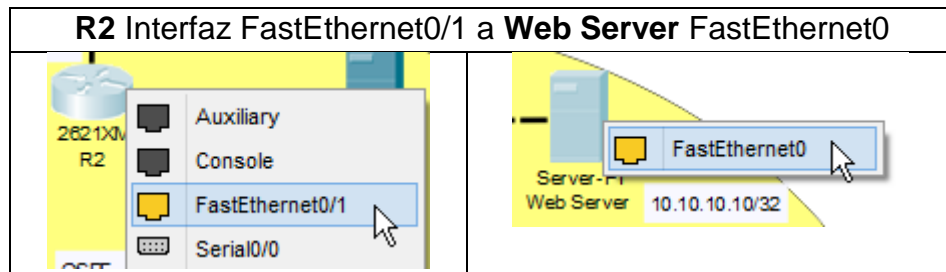 R2 Interfaz FastEthernet0/1 a Web Server FastEthernet0
2621XM
R2
Auxiliary
Console
FastEthernet0/1
Serial0/0
Server-PT
Web Server
10.10.10.10/32
FastEthernet0